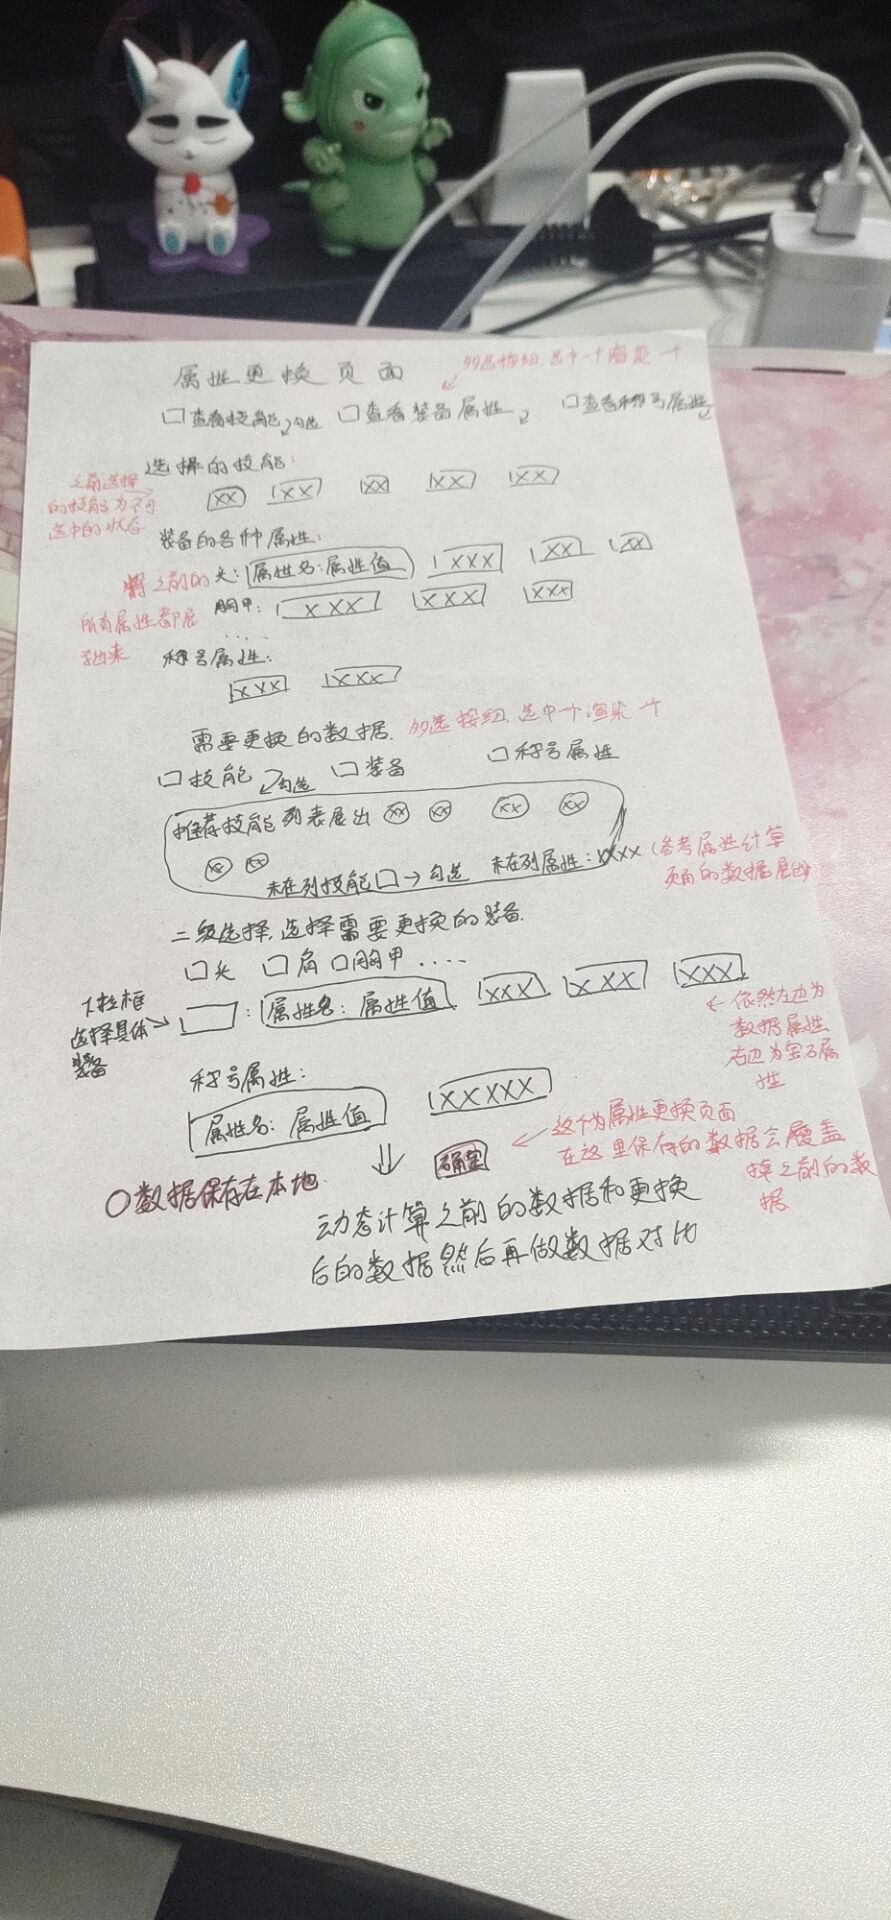 属性更换页面
多选按钮,选中一个渲染一个
□查看技能 勾选 □查看装备属性 □查看称号属性
选择的技能:
之前选择
的技能为不可
选中的状态
XX XX XX XX XX
装备的各种属性:
将之前的
所有属性都展
示出来
头: 属性名:属性值 XXX XX XX
胸甲: XXX XXX XXX
....
称号属性:
XXX XXX
需要更换的数据. 多选按钮,选中一个渲染一个
□技能 勾选 □装备 □称号属性
推荐技能列表展出 XX XX XX XX
XX XX
未在列技能□→勾选 未在列属性:XXXX
(参考属性计算
页面的数据展出)
二级选择,选择需要更换的装备.
□头 □肩 □胸甲 ....
下拉框
选择具体
装备
: 属性名:属性值 XXX XXX XXX
←依然左边为
数据属性
右边为宝石属
性
称号属性:
属性名:属性值 XXXXX
确定
这个为属性更换页面
在这里保存的数据会覆盖
掉之前的数
据.
○数据保存在本地.
动态计算之前的数据和更换
后的数据然后再做数据对比